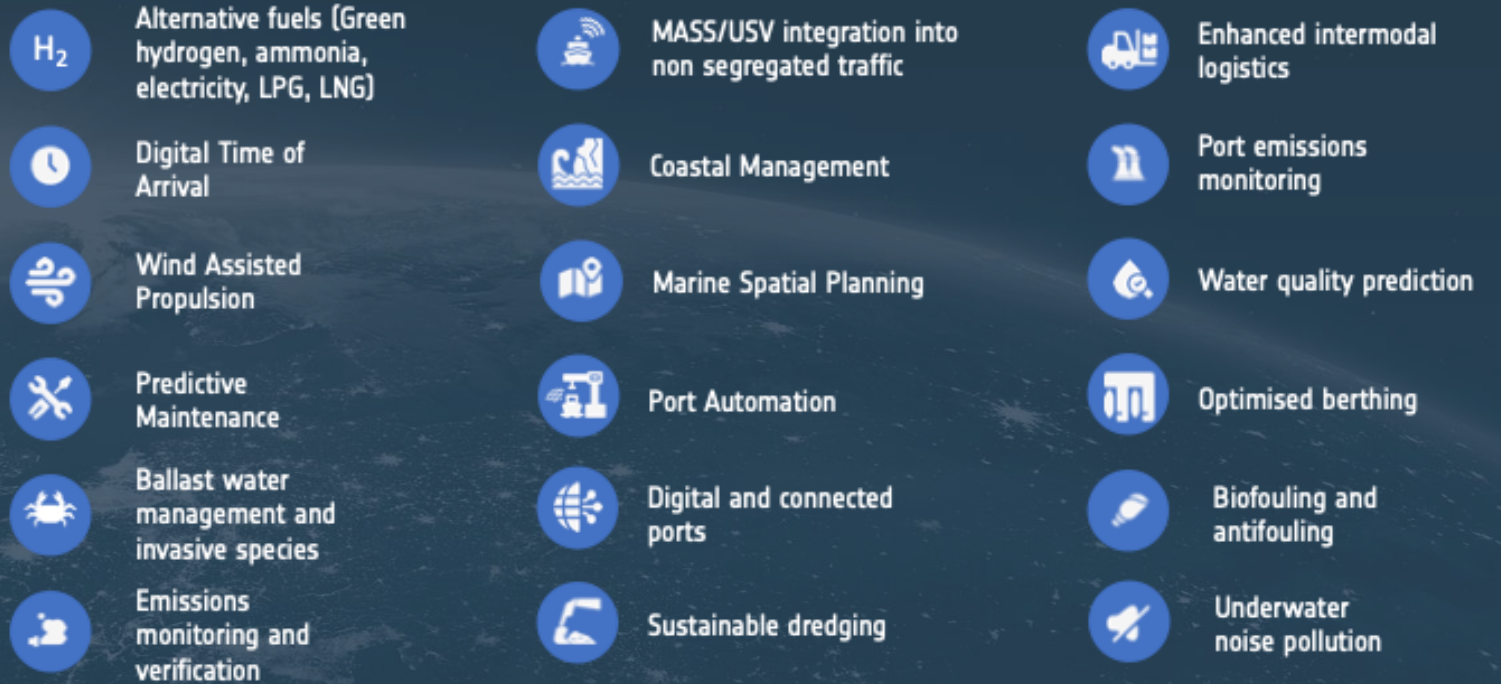 H₂
Alternative fuels (Green
hydrogen, ammonia,
electricity, LPG, LNG)
Digital Time of
Arrival
Wind Assisted
Propulsion
Predictive
Maintenance
Ballast water
management and
invasive species
Emissions
monitoring and
verification
MASS/USV integration into
non segregated traffic
Coastal Management
Marine Spatial Planning
Port Automation
Digital and connected
ports
Sustainable dredging
Enhanced intermodal
logistics
Port emissions
monitoring
Water quality prediction
Optimised berthing
Biofouling and
antifouling
Underwater
noise pollution